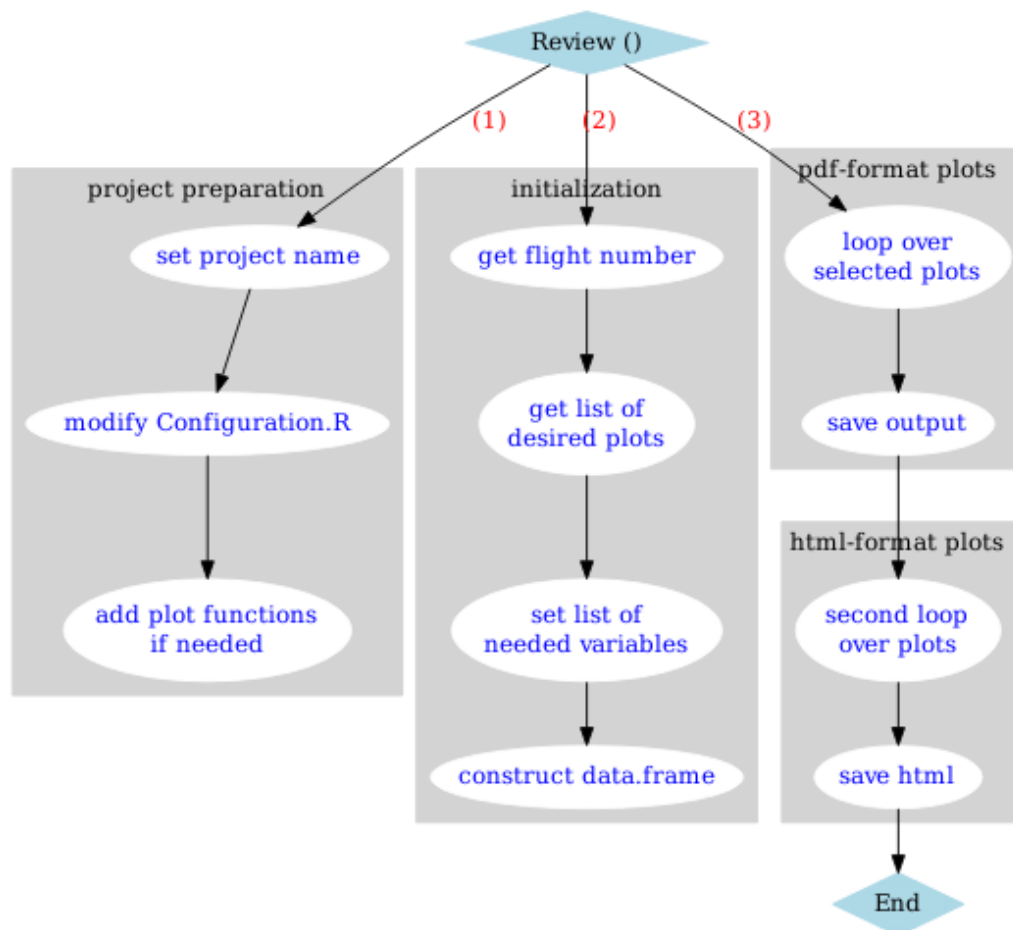 Review ()
(1)
(2)
(3)
project preparation
set project name
modify Configuration.R
add plot functions
if needed
initialization
get flight number
get list of
desired plots
set list of
needed variables
construct data.frame
pdf-format plots
loop over
selected plots
save output
html-format plots
second loop
over plots
save html
End